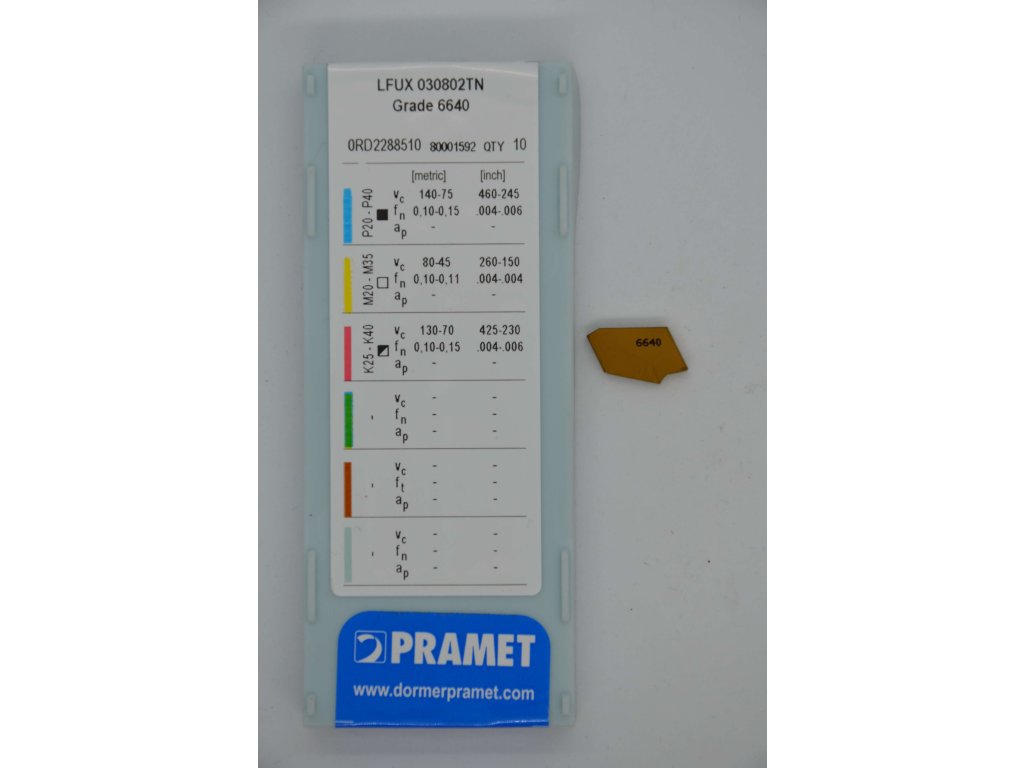 LFUX 030802TN
Grade 6640
0RD2288510 80001592 QTY 10
[metric] [inch]
P20 - P40
vc 140-75 460-245
fn 0,10-0,15 .004-.006
ap - -
M20 - M35
vc 80-45 260-150
fn 0,10-0,11 .004-.004
ap - -
K25 - K40
vc 130-70 425-230
fn 0,10-0,15 .004-.006
ap - -
vc - -
fn - -
ap - -
vc - -
ft - -
ap - -
vc - -
fn - -
ap - -
PRAMET
www.dormerpramet.com
6640